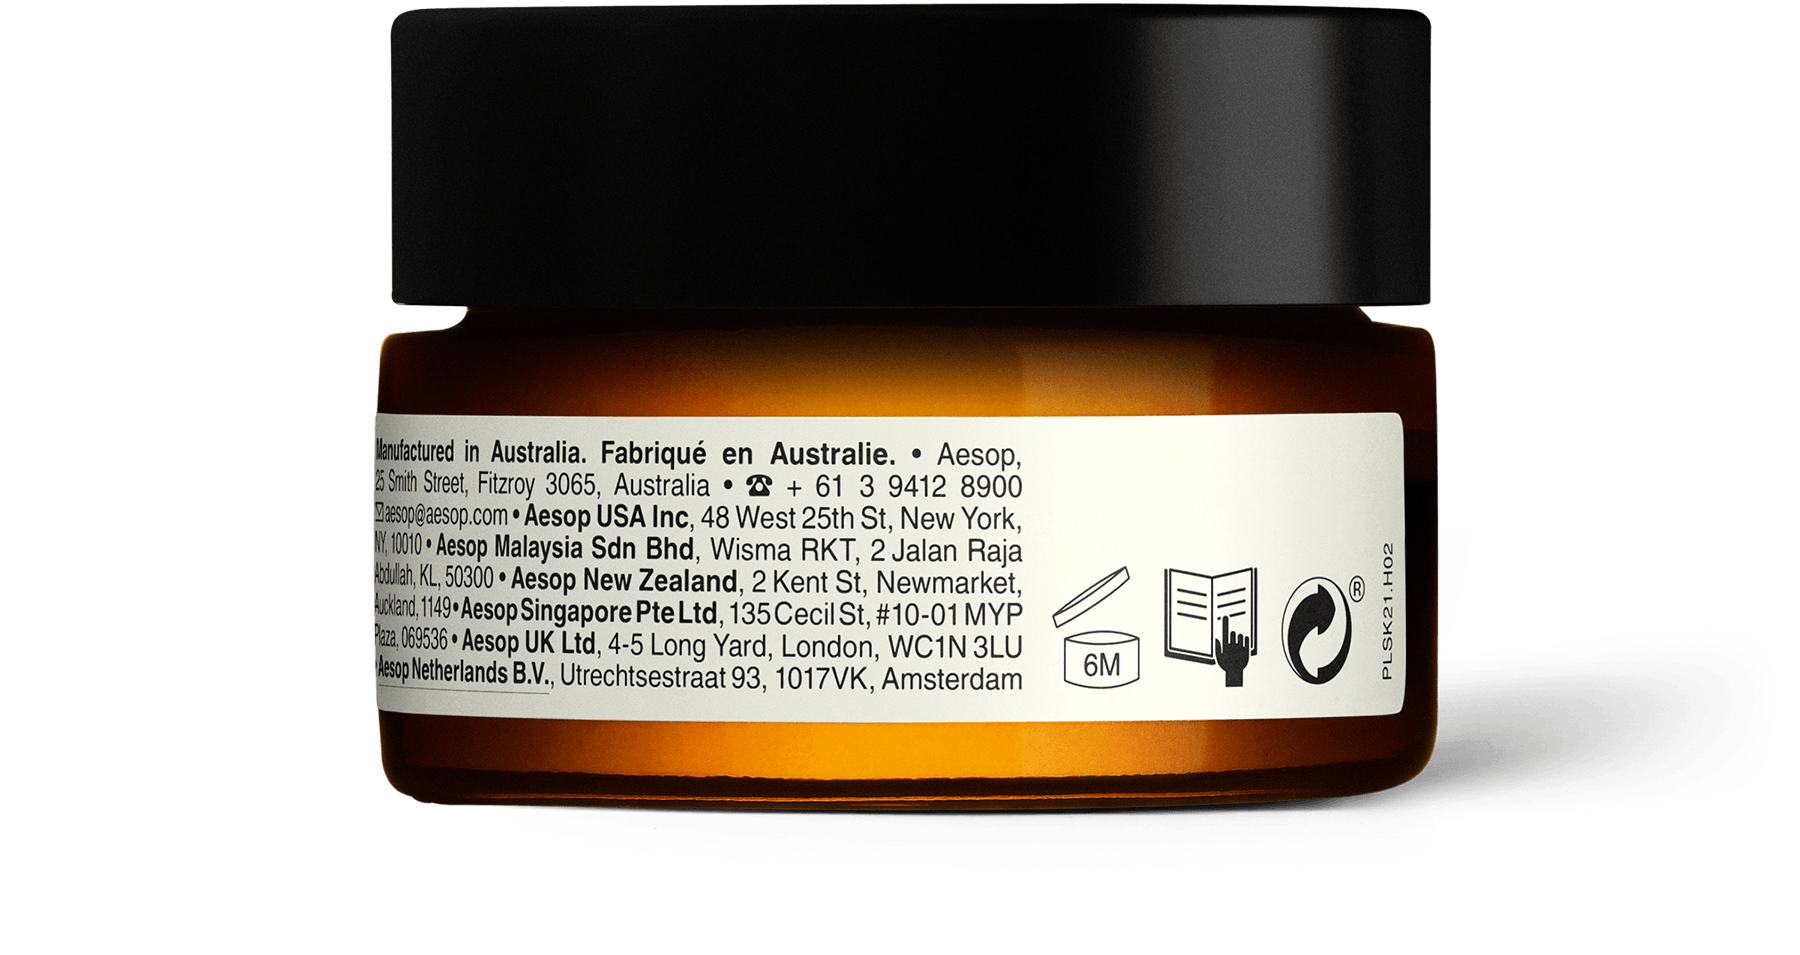 Manufactured in Australia. Fabriqué en Australie. • Aesop,
25 Smith Street, Fitzroy 3065, Australia • ☎ + 61 3 9412 8900
✉aesop@aesop.com • Aesop USA Inc, 48 West 25th St, New York,
NY, 10010 • Aesop Malaysia Sdn Bhd, Wisma RKT, 2 Jalan Raja
Abdullah, KL, 50300 • Aesop New Zealand, 2 Kent St, Newmarket,
Auckland, 1149 • Aesop Singapore Pte Ltd, 135 Cecil St, #10-01 MYP
Plaza, 069536 • Aesop UK Ltd, 4-5 Long Yard, London, WC1N 3LU
• Aesop Netherlands B.V., Utrechtsestraat 93, 1017VK, Amsterdam
6M
®
PLSK21.H02